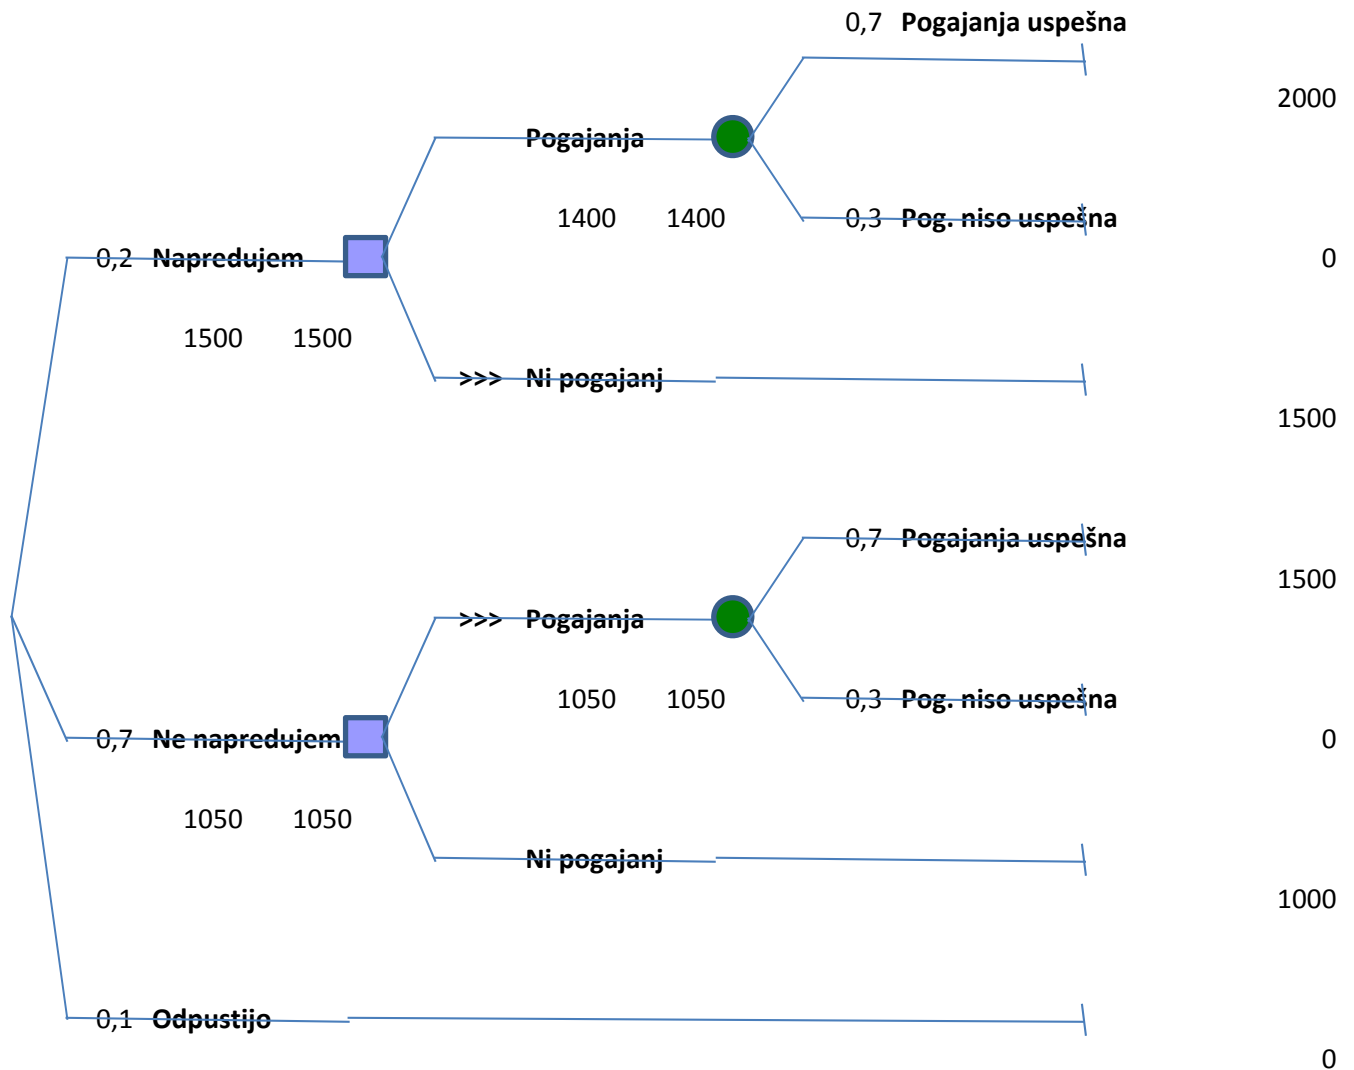 0,7 Pogajanja uspešna
2000
Pogajanja
1400 1400 0,3 Pog. niso uspešna
0,2 Napredujem 0
1500 1500
>>> Ni pogajanj
1500
0,7 Pogajanja uspešna
1500
>>> Pogajanja
1050 1050 0,3 Pog. niso uspešna
0,7 Ne napredujem 0
1050 1050
Ni pogajanj
1000
0,1 Odpustijo
0